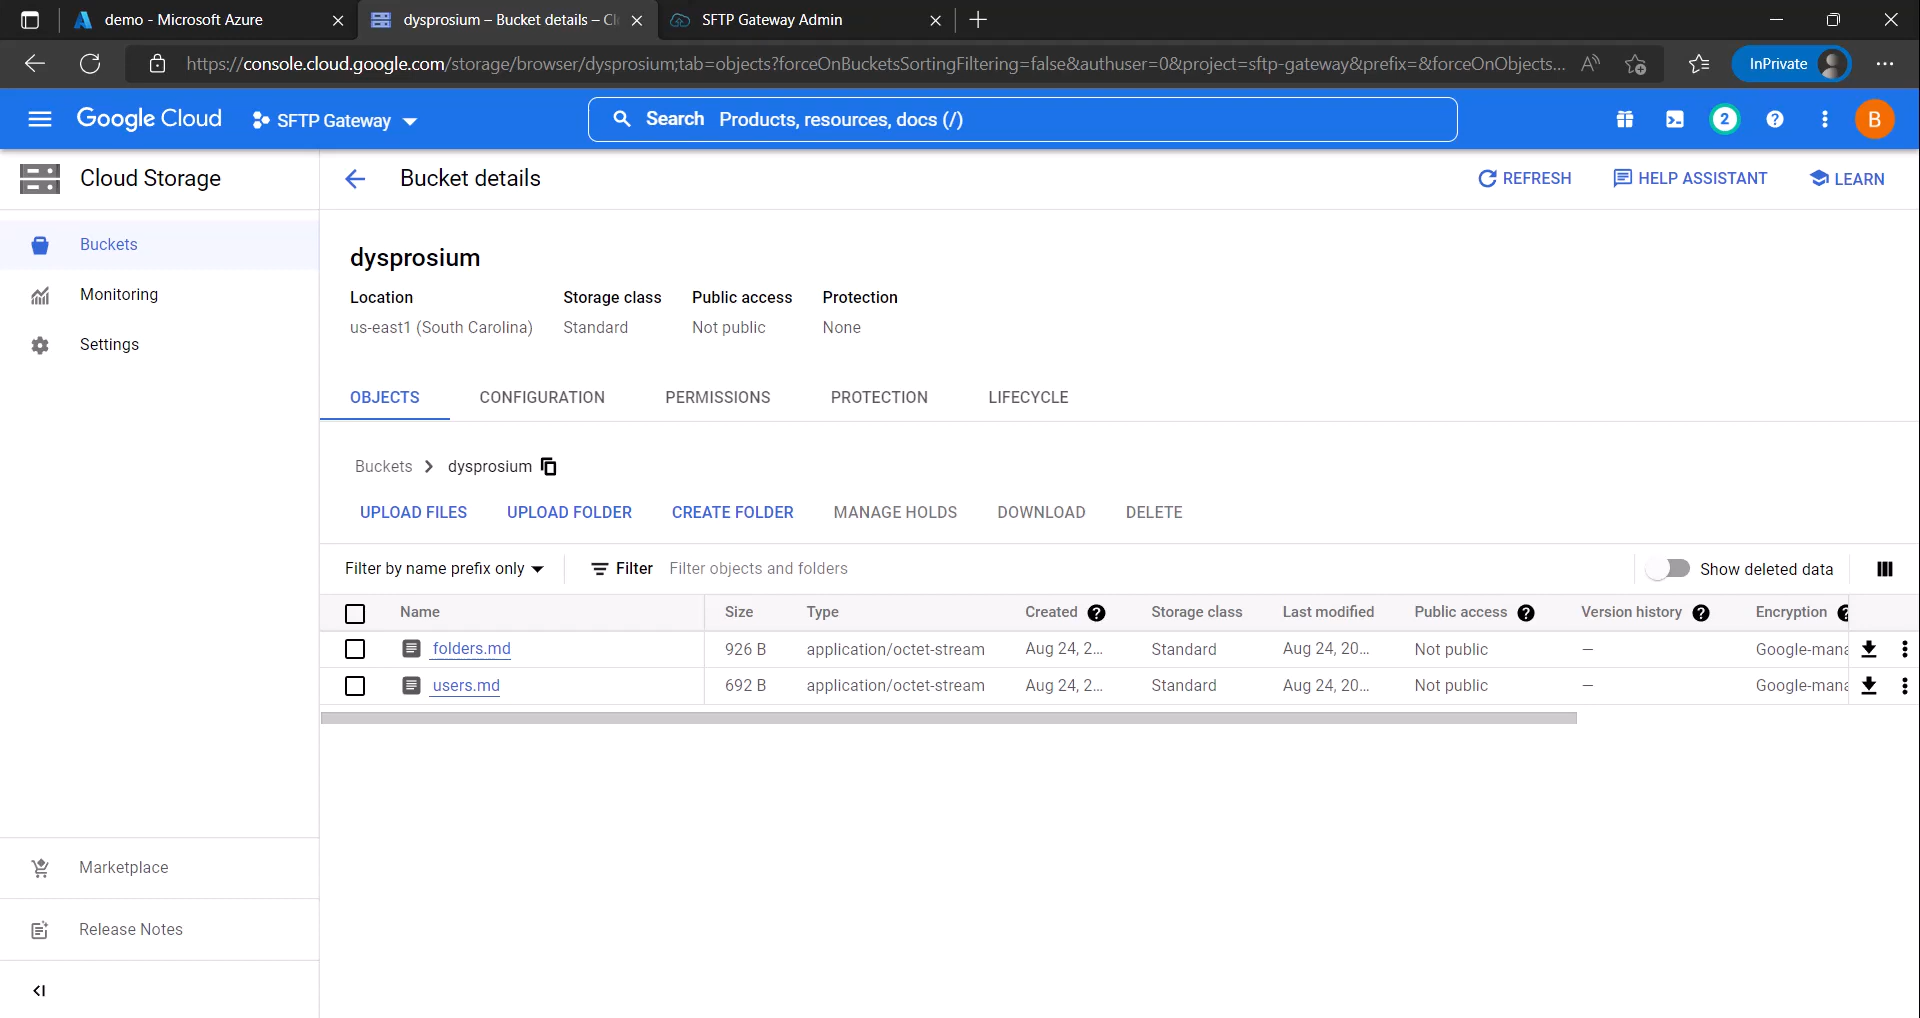 demo - Microsoft Azure
dysprosium – Bucket details – Cl
SFTP Gateway Admin
https://console.cloud.google.com/storage/browser/dysprosium;tab=objects?forceOnBucketsSortingFiltering=false&authuser=0&project=sftp-gateway&prefix=&forceOnObjects...
InPrivate
Google Cloud
SFTP Gateway
Search Products, resources, docs (/)
2
B
Cloud Storage
Bucket details
REFRESH
HELP ASSISTANT
LEARN
Buckets
Monitoring
Settings
Marketplace
Release Notes
dysprosium
Location Storage class Public access Protection
us-east1 (South Carolina) Standard Not public None
OBJECTS CONFIGURATION PERMISSIONS PROTECTION LIFECYCLE
Buckets dysprosium
UPLOAD FILES UPLOAD FOLDER CREATE FOLDER MANAGE HOLDS DOWNLOAD DELETE
Filter by name prefix only Filter Filter objects and folders Show deleted data
Name Size Type Created Storage class Last modified Public access Version history Encryption
folders.md 926 B application/octet-stream Aug 24, 2... Standard Aug 24, 20... Not public — Google-mana
users.md 692 B application/octet-stream Aug 24, 2... Standard Aug 24, 20... Not public — Google-mana